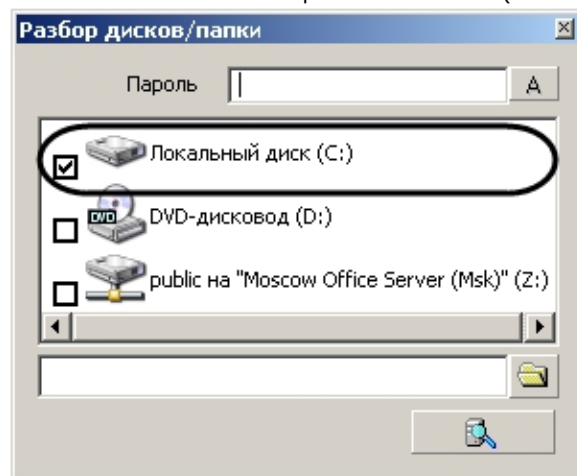 Разбор дисков/папки
Пароль
A
Локальный диск (C:)
DVD
DVD-дисковод (D:)
public на "Moscow Office Server (Msk)" (Z:)